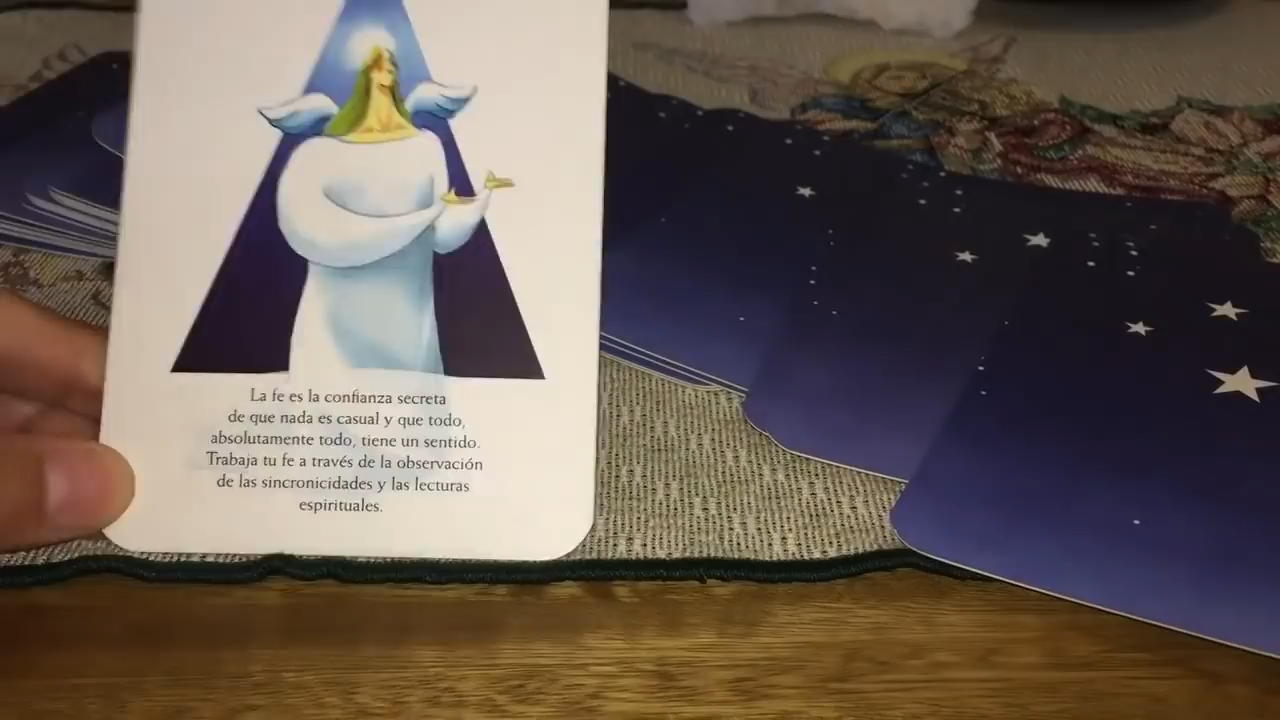 La fe es la confianza secreta
de que nada es casual y que todo,
absolutamente todo, tiene un sentido.
Trabaja tu fe a través de la observación
de las sincronicidades y las lecturas
espirituales.